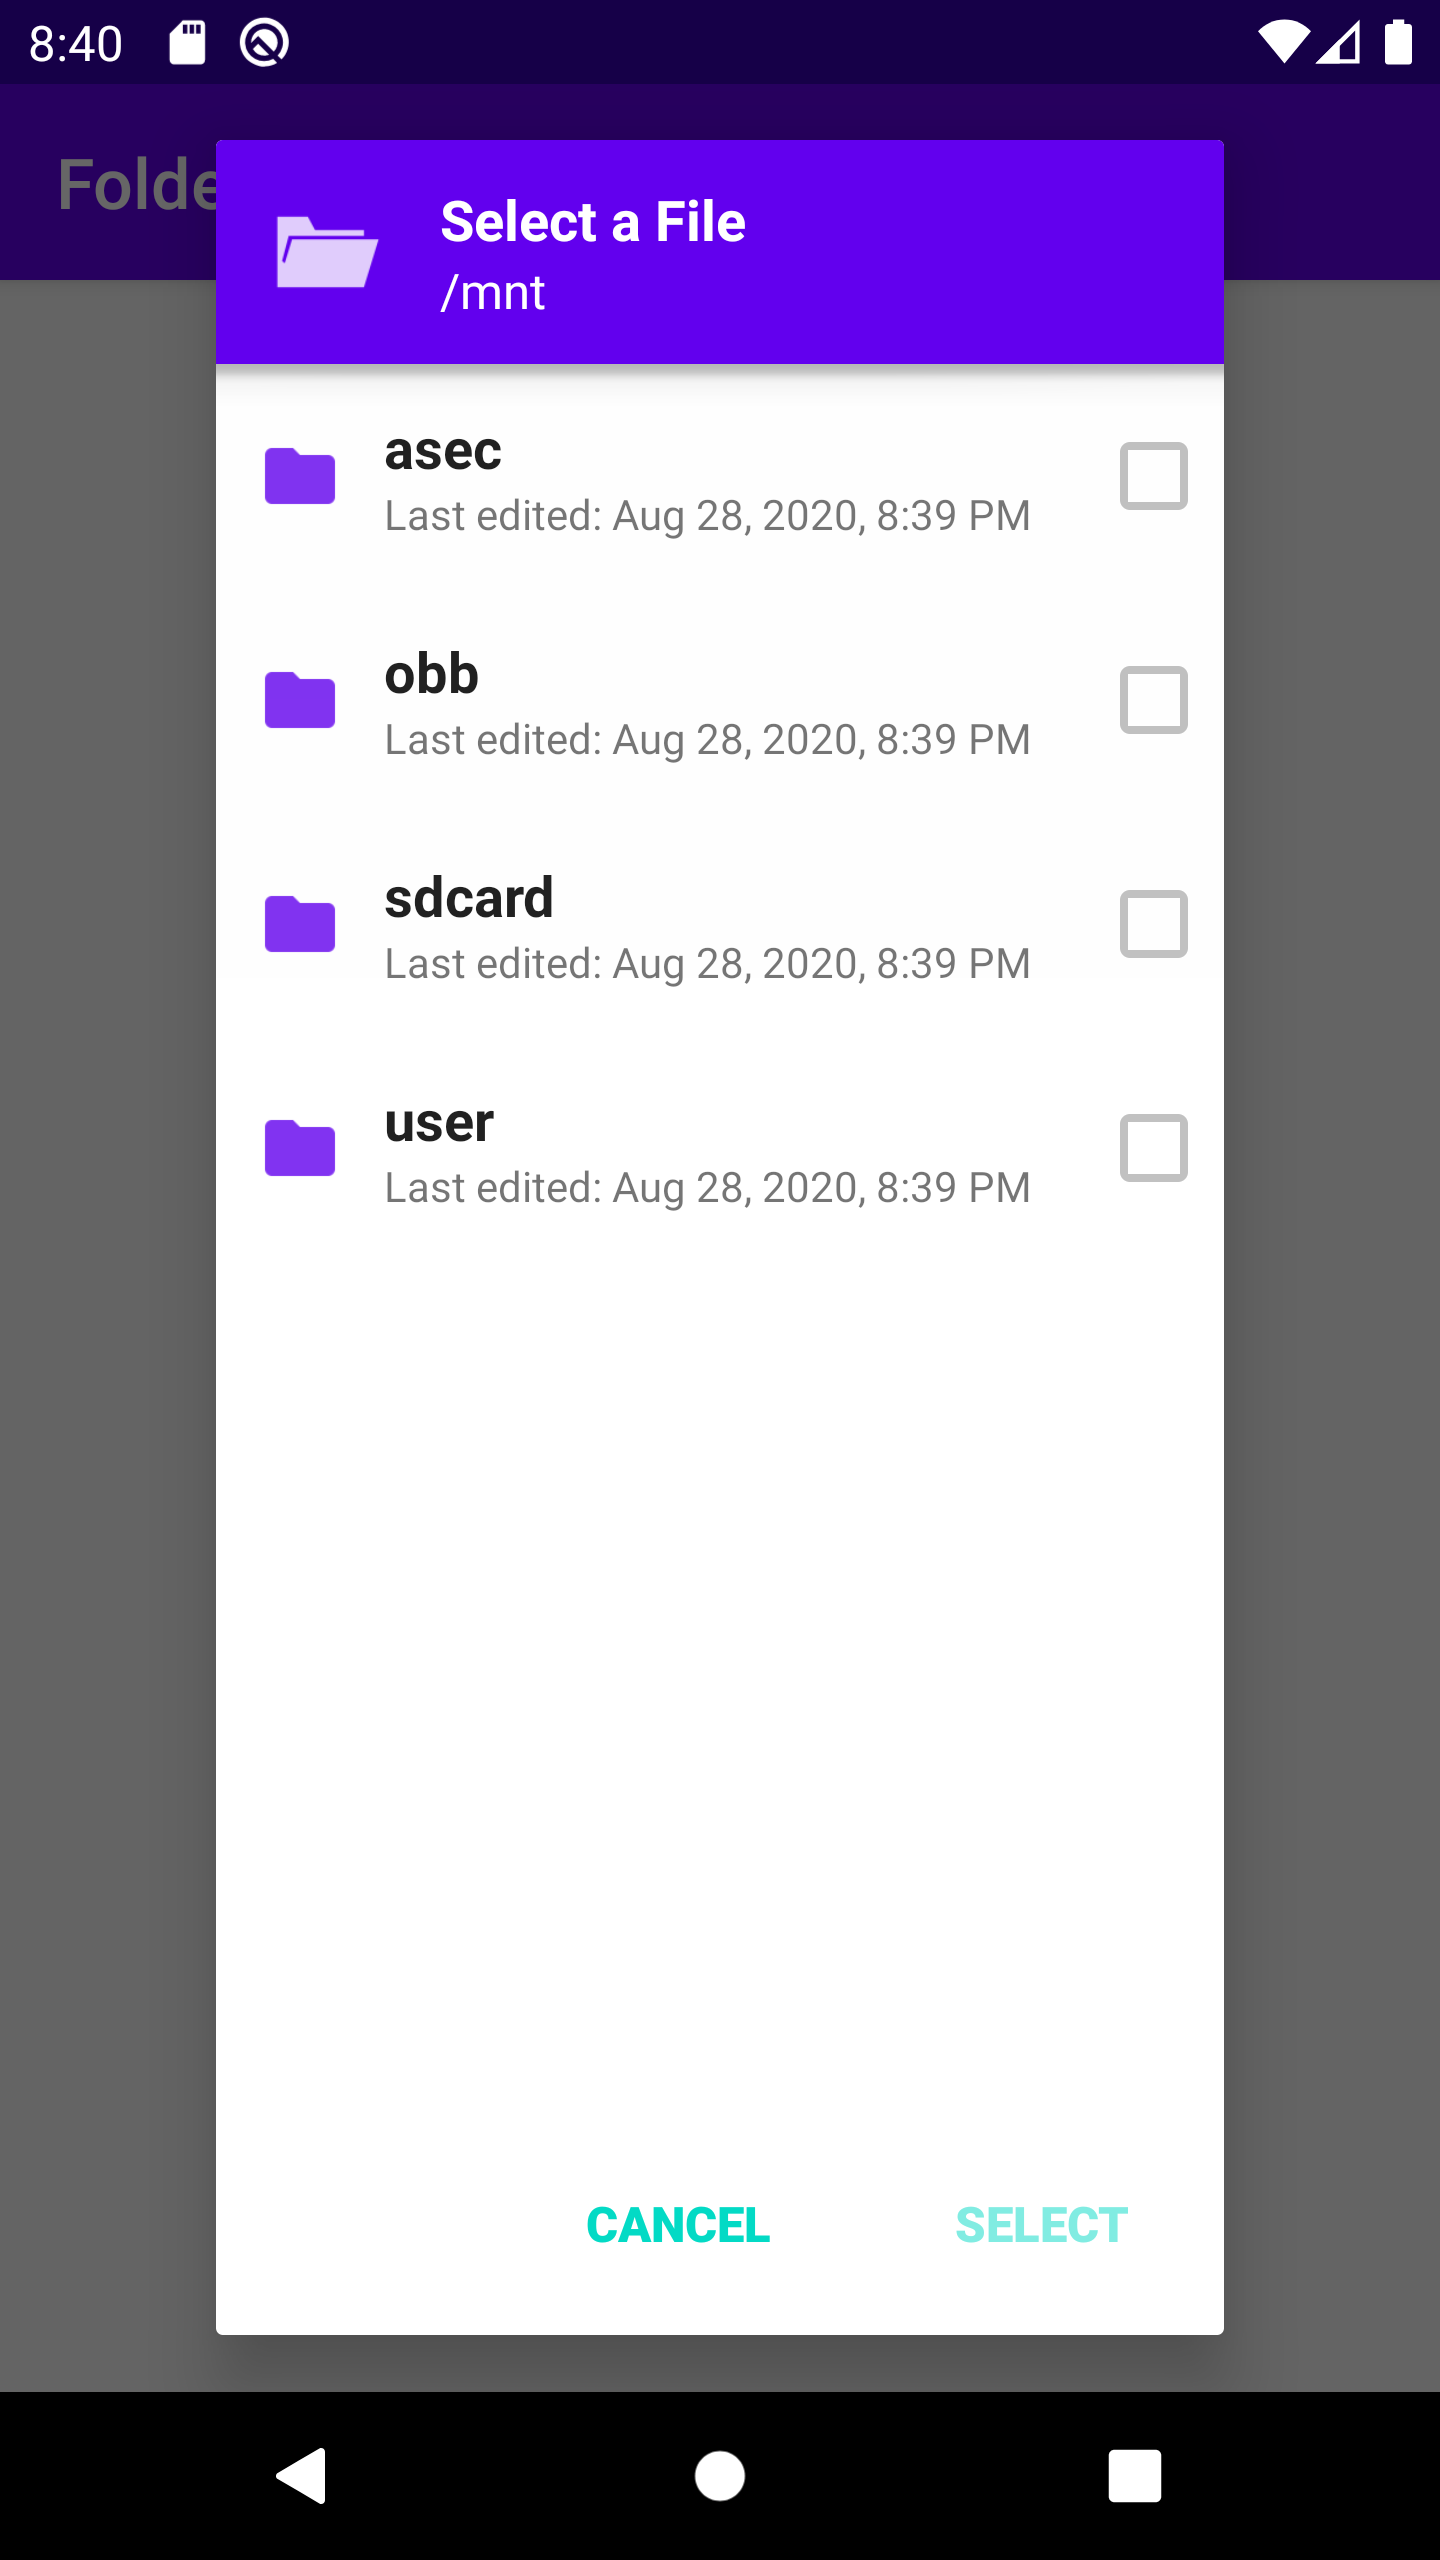 8:40
Folde
Select a File
/mnt
asec
Last edited: Aug 28, 2020, 8:39 PM
obb
Last edited: Aug 28, 2020, 8:39 PM
sdcard
Last edited: Aug 28, 2020, 8:39 PM
user
Last edited: Aug 28, 2020, 8:39 PM
CANCEL SELECT